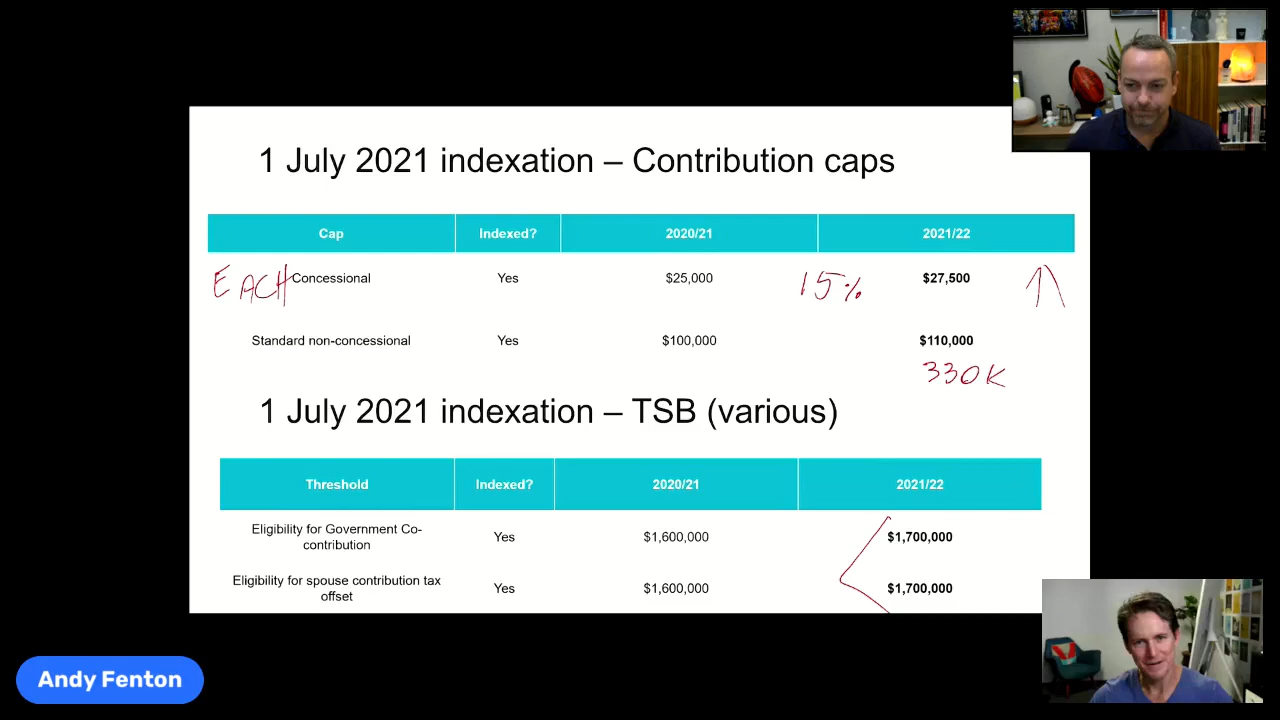 1 July 2021 indexation – Contribution caps
Cap Indexed? 2020/21 2021/22
EACH Concessional Yes $25,000 15% $27,500
Standard non-concessional Yes $100,000 $110,000
330K
1 July 2021 indexation – TSB (various)
Threshold Indexed? 2020/21 2021/22
Eligibility for Government Co-
contribution Yes $1,600,000 $1,700,000
Eligibility for spouse contribution tax
offset Yes $1,600,000 $1,700,000
Andy Fenton